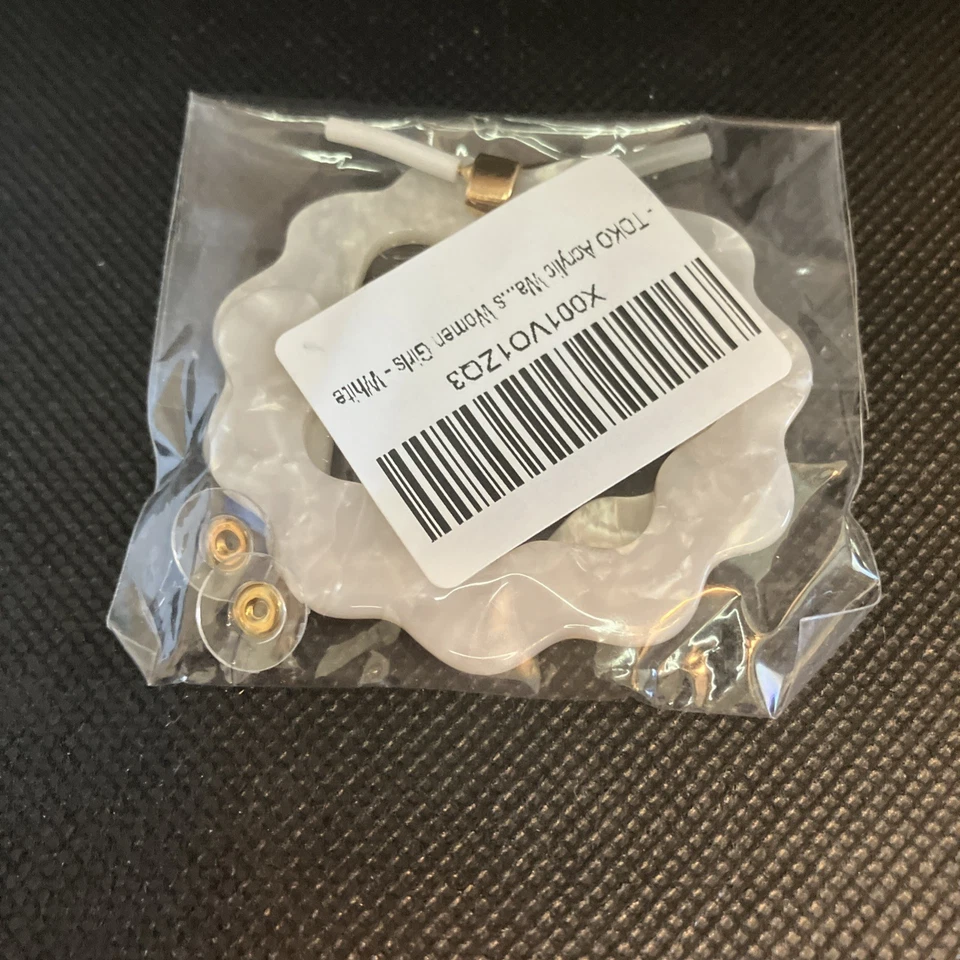 X001VO1ZQ3
- TOKO Acrylic Wa...s Women Girls - White